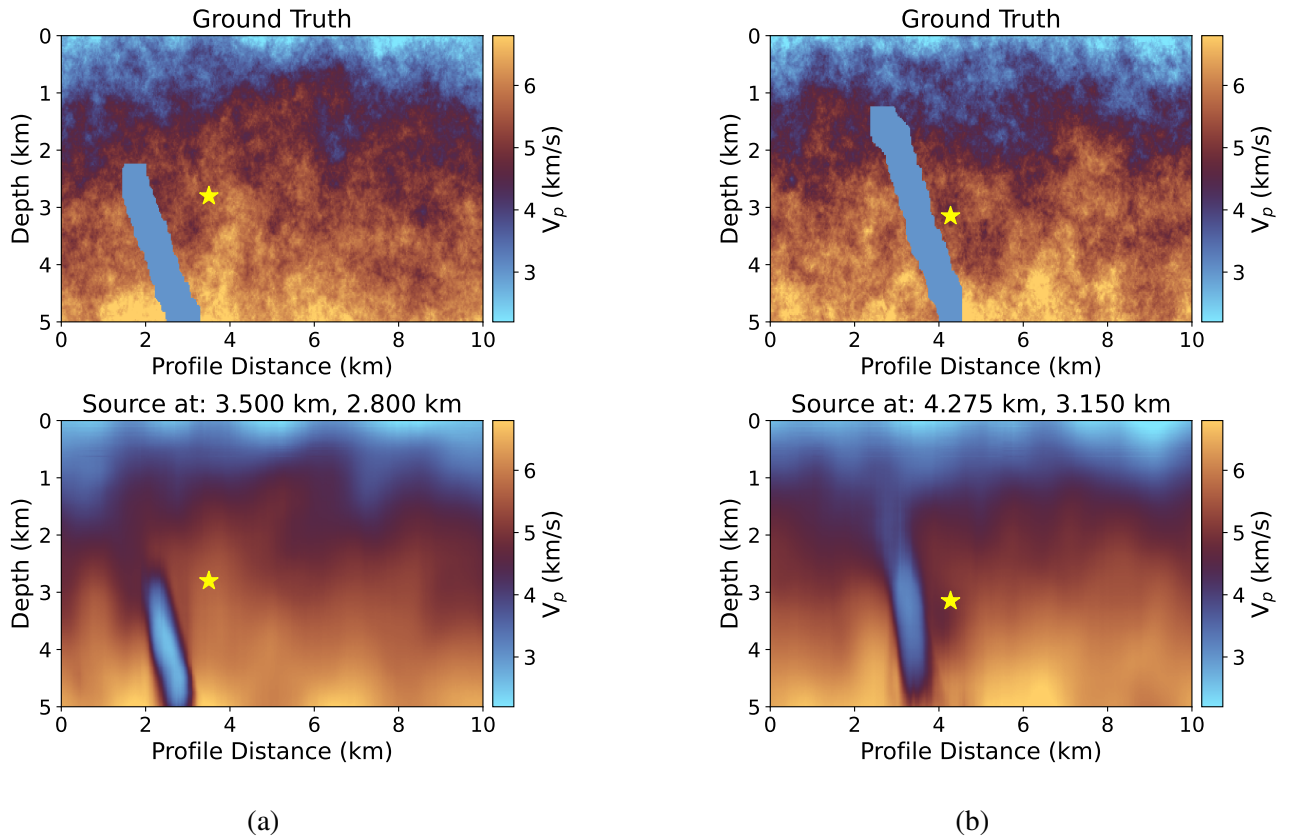 Ground Truth
0
1
2
3
4
5
Depth (km)
0 2 4 6 8 10
Profile Distance (km)
6
5
4
3
Vₚ (km/s)
Ground Truth
0
1
2
3
4
5
Depth (km)
0 2 4 6 8 10
Profile Distance (km)
6
5
4
3
Vₚ (km/s)
Source at: 3.500 km, 2.800 km
0
1
2
3
4
5
Depth (km)
0 2 4 6 8 10
Profile Distance (km)
6
5
4
3
Vₚ (km/s)
Source at: 4.275 km, 3.150 km
0
1
2
3
4
5
Depth (km)
0 2 4 6 8 10
Profile Distance (km)
6
5
4
3
Vₚ (km/s)
(a)
(b)